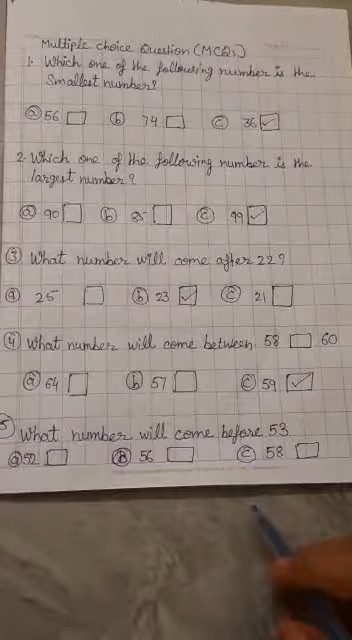 Multiple choice Question (MCQs)
1. Which one of the following number is the
Smallest number?
(a) 56 (b) 74 (c) 36 ✓
2. Which one of the following number is the
largest number?
(a) 90 (b) 85 (c) 99 ✓
(3) What number will come after 22?
(a) 25 (b) 23 ✓ (c) 21
(4) What number will come between 58 60
(a) 64 (b) 57 (c) 59 ✓
5 What number will come before 53
(a) 52 (b) 56 (c) 58